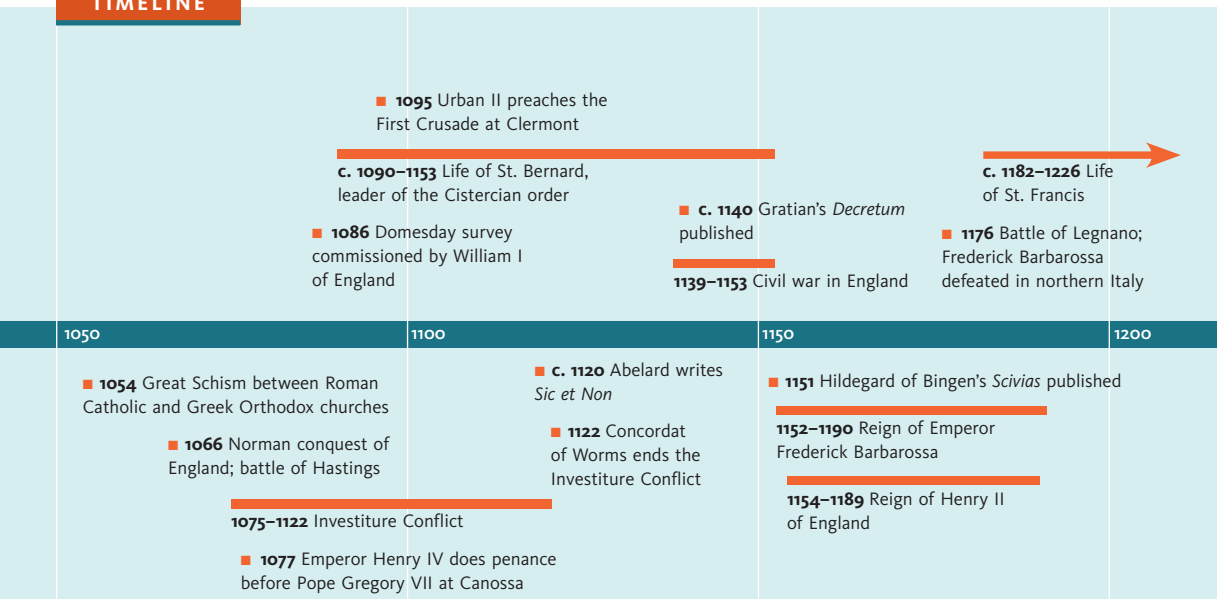 TIMELINE
■ 1095 Urban II preaches the
First Crusade at Clermont
c. 1090–1153 Life of St. Bernard,
leader of the Cistercian order
■ 1086 Domesday survey
commissioned by William I
of England
■ c. 1140 Gratian's Decretum
published
1139–1153 Civil war in England
c. 1182–1226 Life
of St. Francis
■ 1176 Battle of Legnano;
Frederick Barbarossa
defeated in northern Italy
1050
1100
1150
1200
■ 1054 Great Schism between Roman
Catholic and Greek Orthodox churches
■ 1066 Norman conquest of
England; battle of Hastings
1075–1122 Investiture Conflict
■ 1077 Emperor Henry IV does penance
before Pope Gregory VII at Canossa
■ c. 1120 Abelard writes
Sic et Non
■ 1122 Concordat
of Worms ends the
Investiture Conflict
■ 1151 Hildegard of Bingen's Scivias published
1152–1190 Reign of Emperor
Frederick Barbarossa
1154–1189 Reign of Henry II
of England